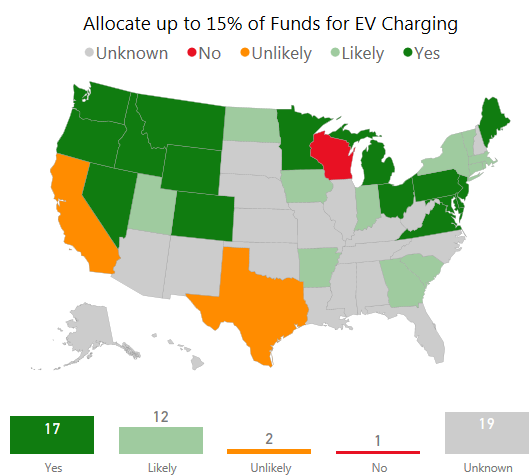 Allocate up to 15% of Funds for EV Charging
Unknown No Unlikely Likely Yes
17 12 2 1 19
Yes Likely Unlikely No Unknown